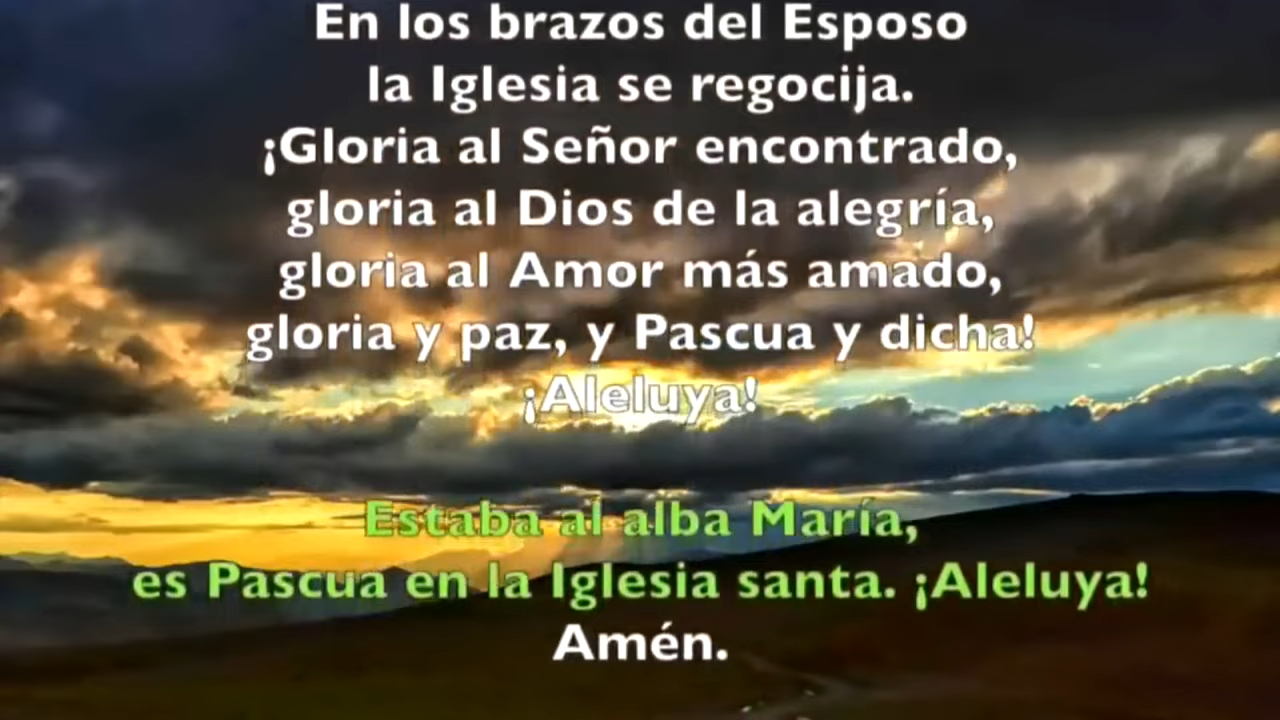 En los brazos del Esposo
la Iglesia se regocija.
¡Gloria al Señor encontrado,
gloria al Dios de la alegría,
gloria al Amor más amado,
gloria y paz, y Pascua y dicha!
¡Aleluya!
Estaba al alba María,
es Pascua en la Iglesia santa. ¡Aleluya!
Amén.